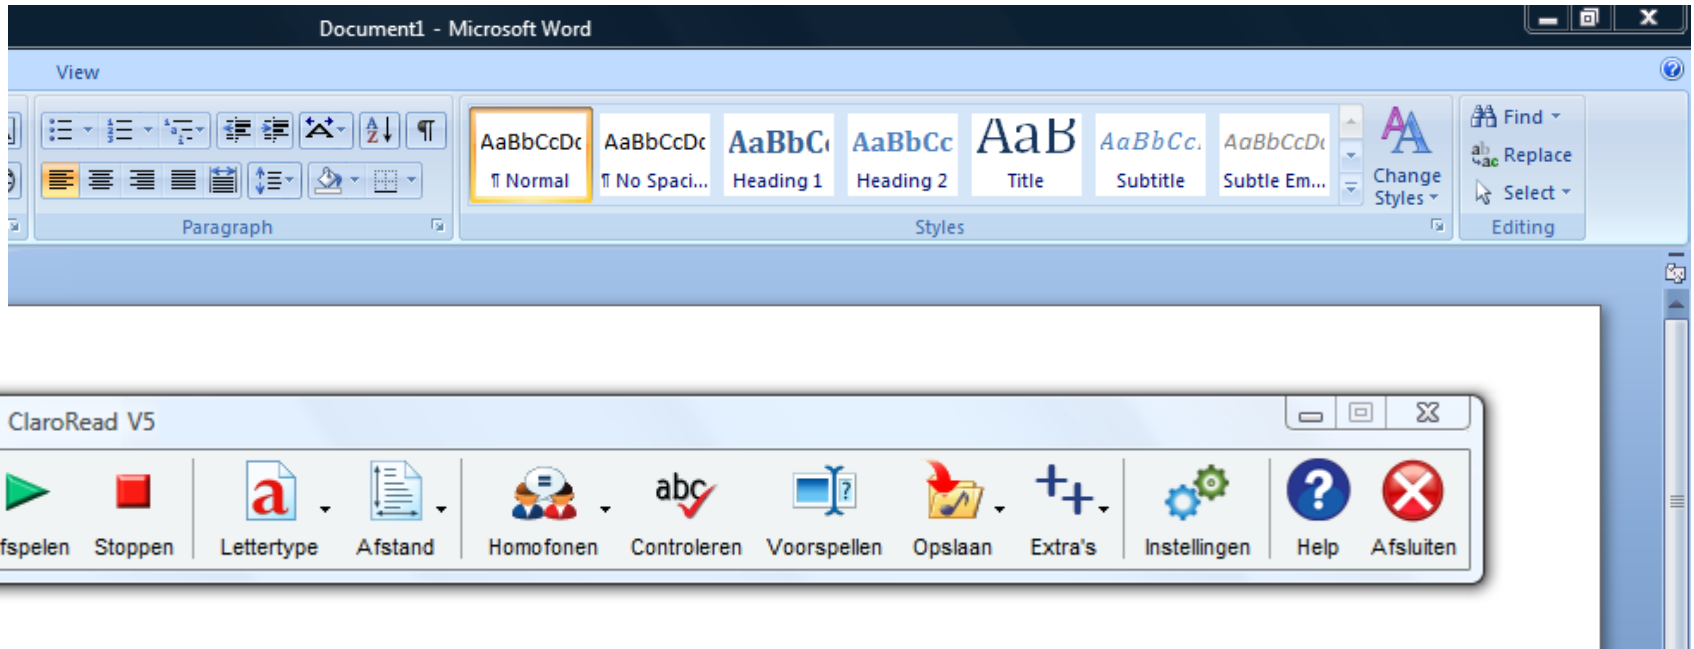 Document1 - Microsoft Word
View
AaBbCcDc AaBbCcDc AaBbC AaBbCc AaB AaBbCc. AaBbCcDc
¶ Normal ¶ No Spaci... Heading 1 Heading 2 Title Subtitle Subtle Em...
Change
Styles
Find
Replace
Select
Paragraph Styles Editing
ClaroRead V5
a abc
fspelen Stoppen Lettertype Afstand Homofonen Controleren Voorspellen Opslaan Extra's Instellingen Help Afsluiten